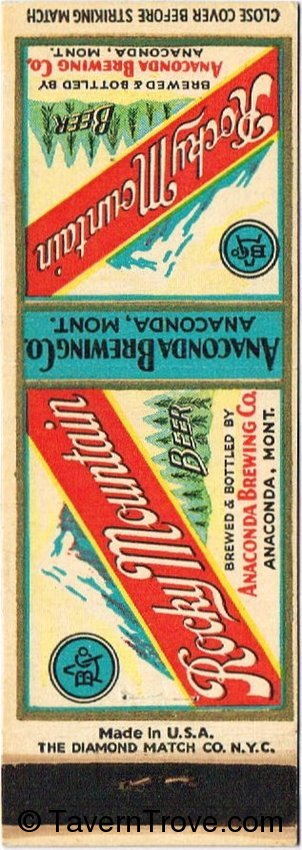 CLOSE COVER BEFORE STRIKING MATCH
BREWED & BOTTLED BY
ANACONDA BREWING CO.
ANACONDA, MONT.
Rocky Mountain
BEER
ABCo
ANACONDA BREWING CO.
ANACONDA, MONT.
Rocky Mountain
BEER
BREWED & BOTTLED BY
ANACONDA BREWING CO.
ANACONDA, MONT.
ABCo
Made in U.S.A.
THE DIAMOND MATCH CO. N.Y.C.
© TavernTrove.com